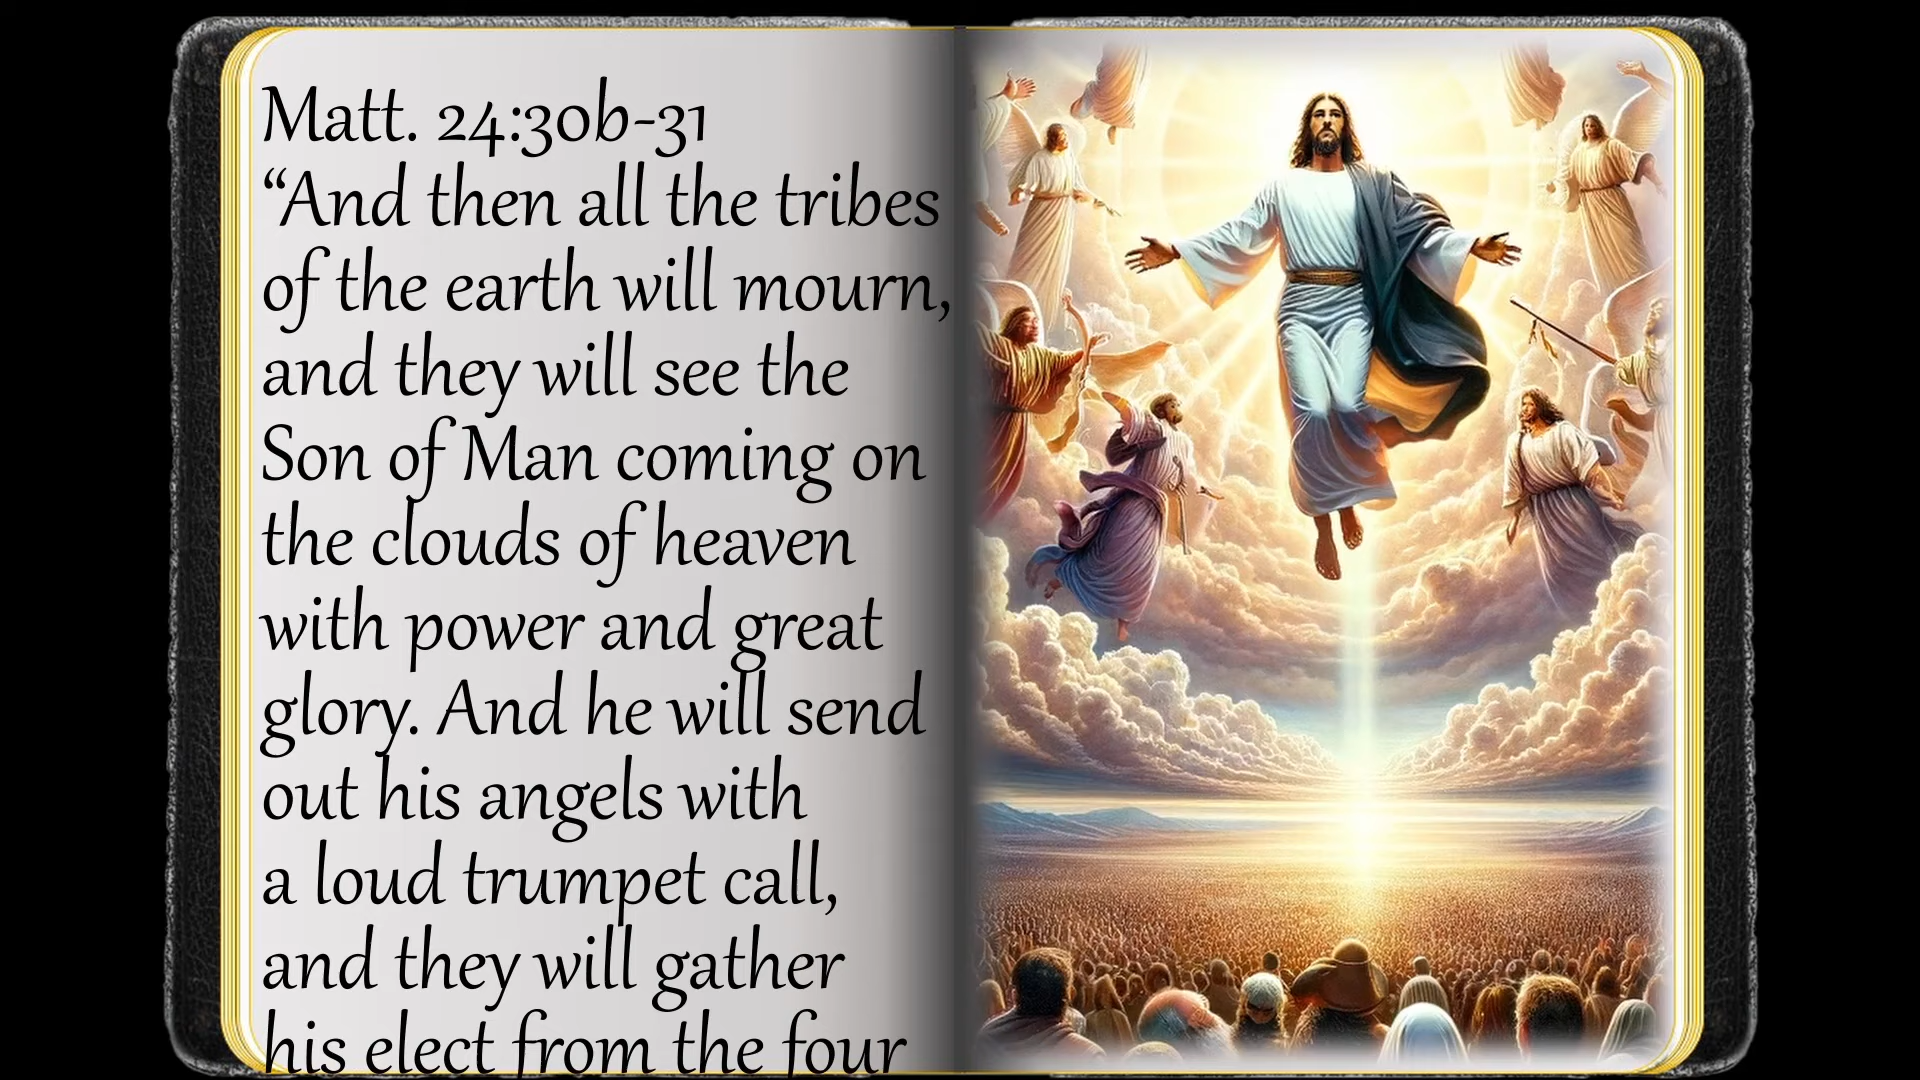 Matt. 24:30b-31
“And then all the tribes
of the earth will mourn,
and they will see the
Son of Man coming on
the clouds of heaven
with power and great
glory. And he will send
out his angels with
a loud trumpet call,
and they will gather
his elect from the four